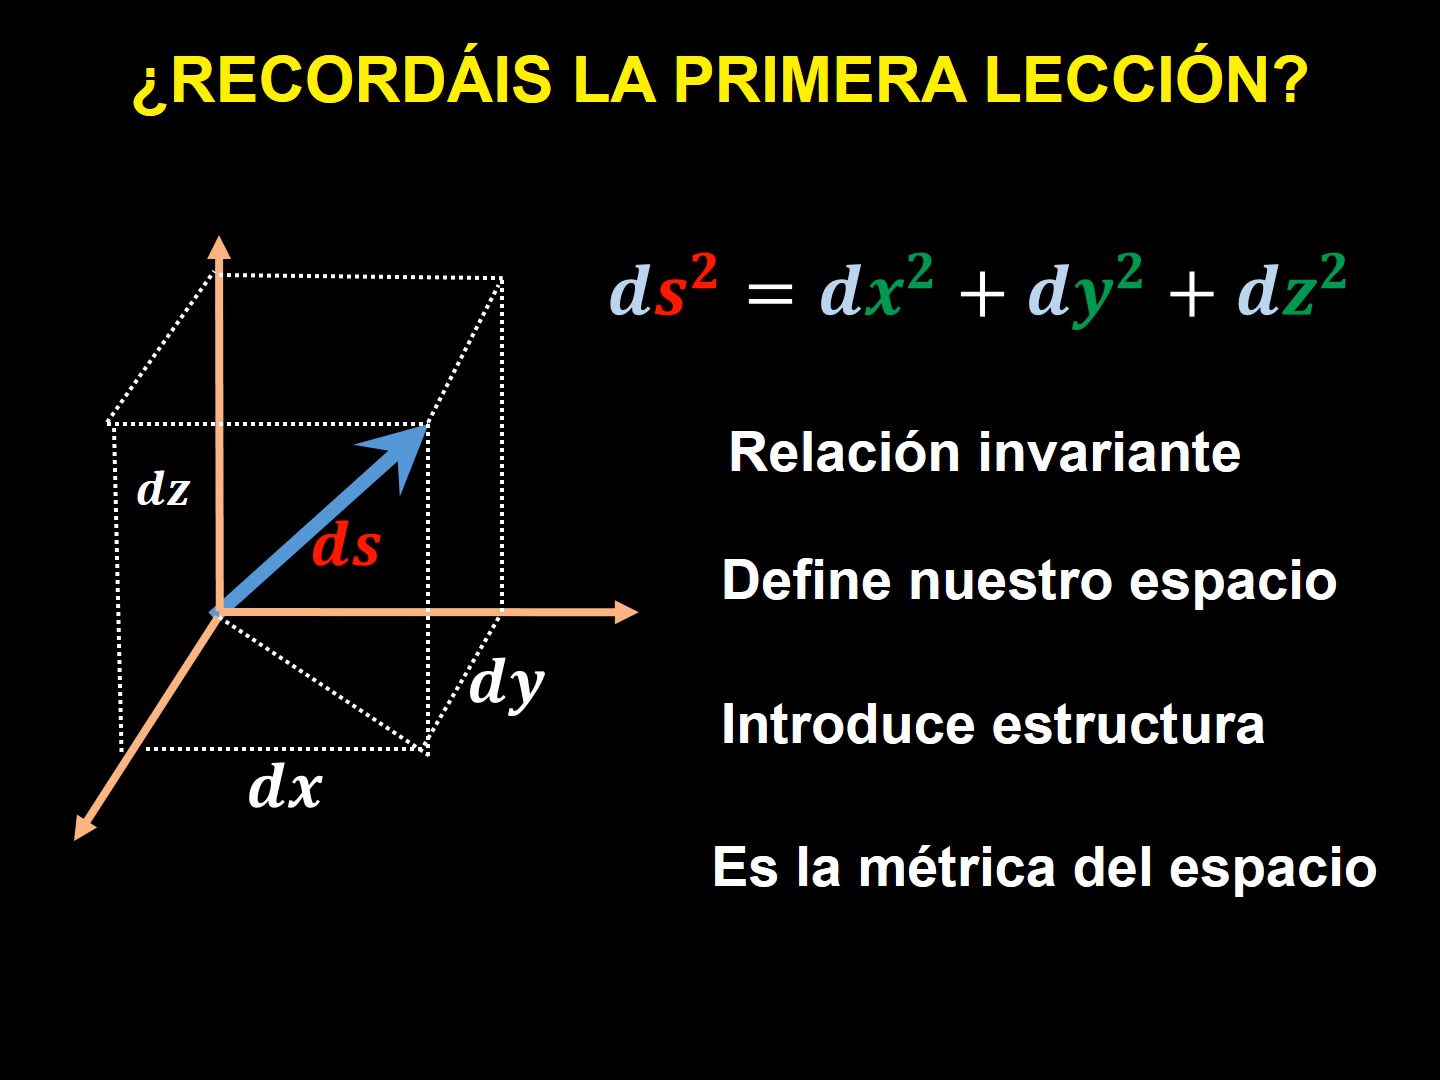 ¿RECORDÁIS LA PRIMERA LECCIÓN?
ds² = dx² + dy² + dz²
Relación invariante
dz
ds
Define nuestro espacio
dy
Introduce estructura
dx
Es la métrica del espacio